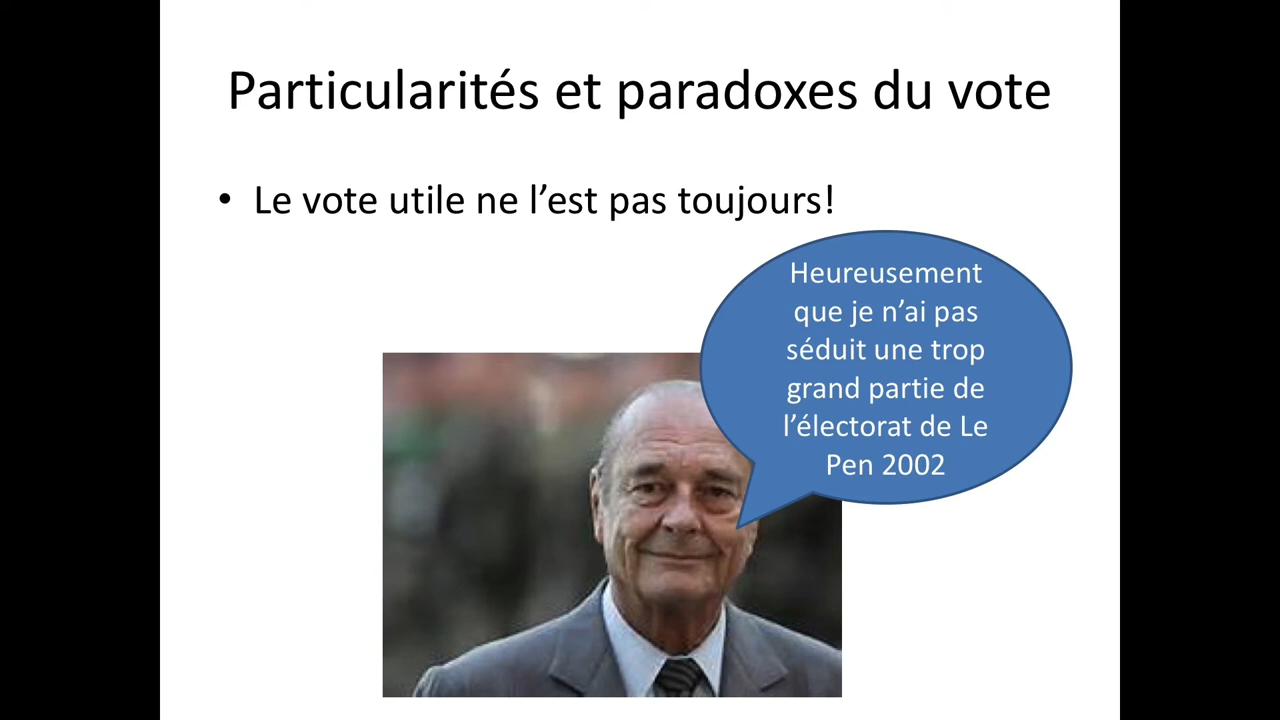 Particularités et paradoxes du vote
• Le vote utile ne l’est pas toujours!
Heureusement
que je n’ai pas
séduit une trop
grand partie de
l’électorat de Le
Pen 2002